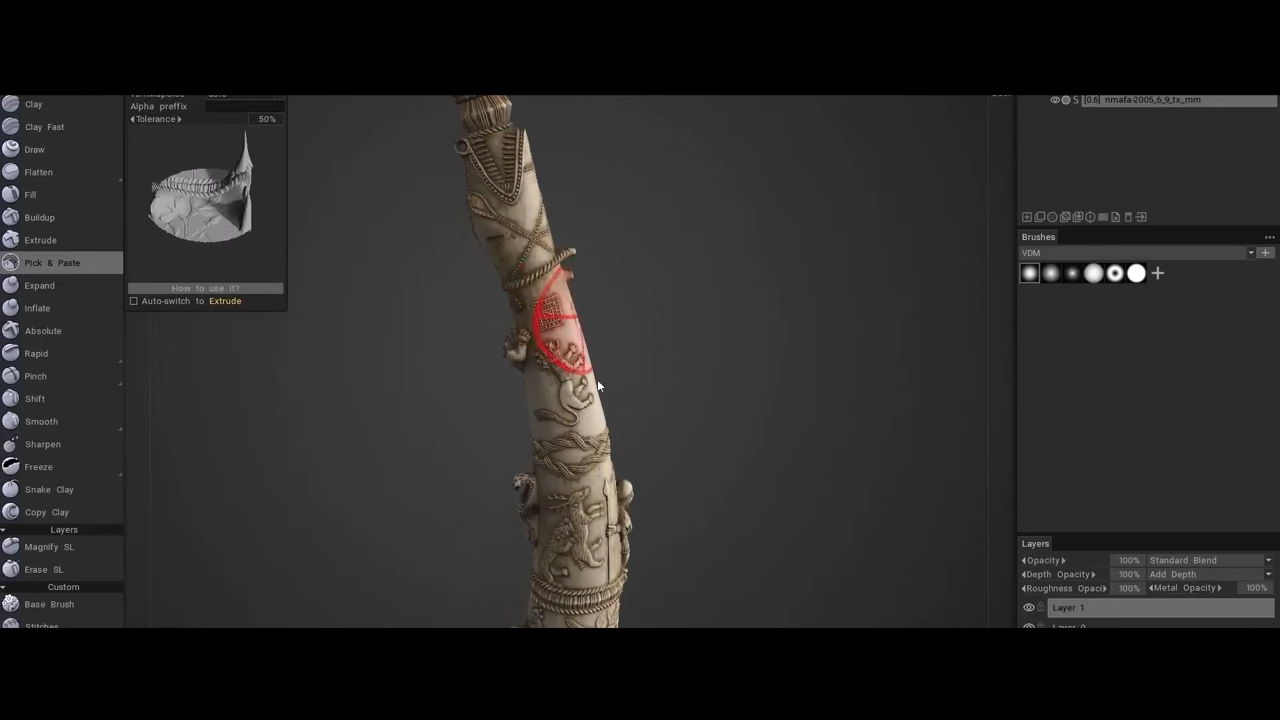 Clay
Clay Fast
Draw
Flatten
Fill
Buildup
Extrude
Pick & Paste
Expand
Inflate
Absolute
Rapid
Pinch
Shift
Smooth
Sharpen
Freeze
Snake Clay
Copy Clay
Layers
Magnify SL
Erase SL
Custom
Base Brush
Alpha preffix
Tolerance 50%
How to use it?
Auto-switch to Extrude
S [0.6] nmafa-2005_6_9_tx_mm
Brushes
VDM
Layers
Opacity 100% Standard Blend
Depth Opacity 100% Add Depth
Roughness Opaci 100% Metal Opacity 100%
Layer 1